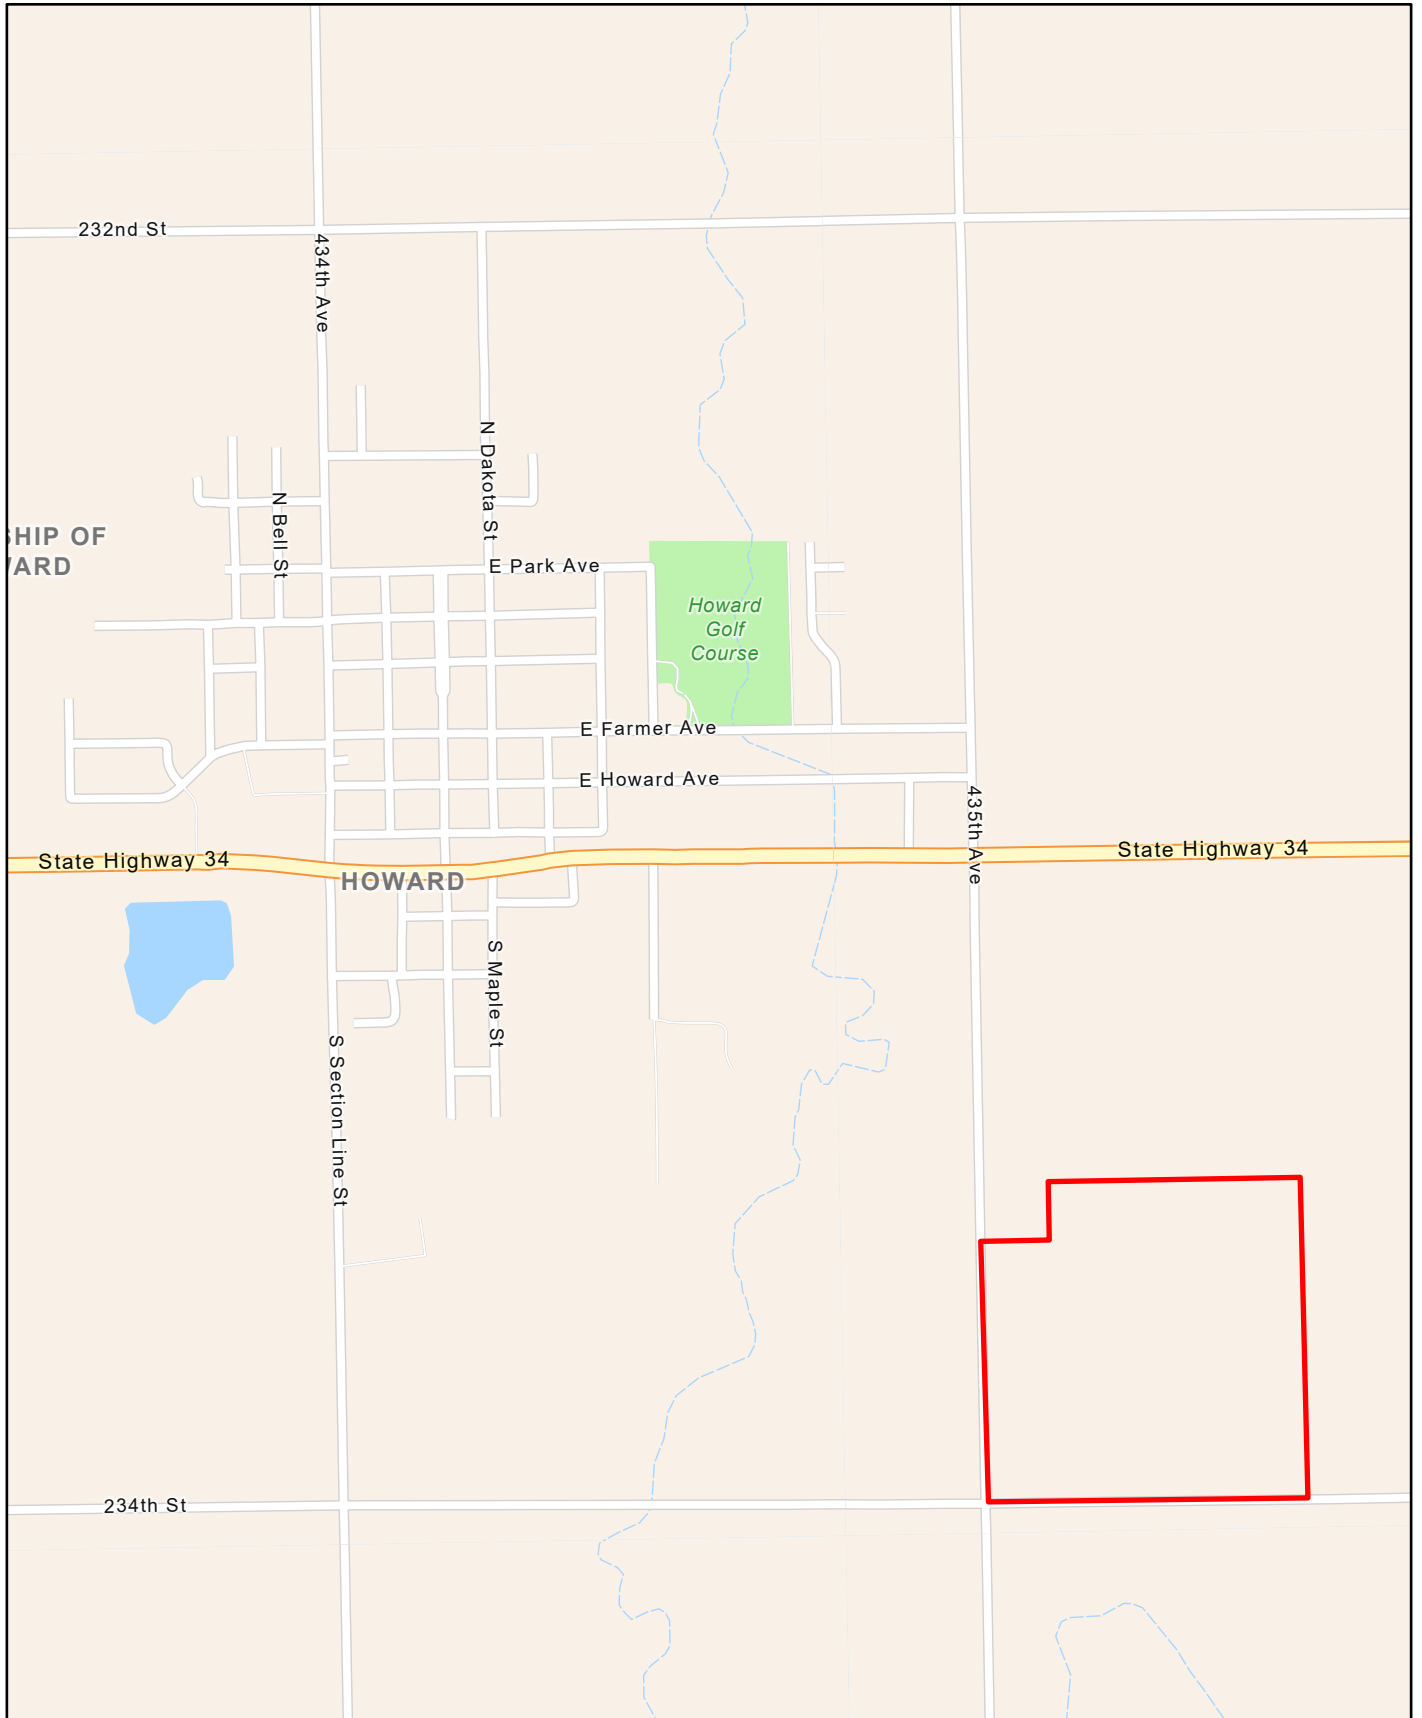 232nd St
434th Ave
N Dakota St
N Bell St
SHIP OF
ARD
E Park Ave
Howard
Golf
Course
E Farmer Ave
E Howard Ave
435th Ave
State Highway 34
State Highway 34
HOWARD
S Maple St
S Section Line St
234th St